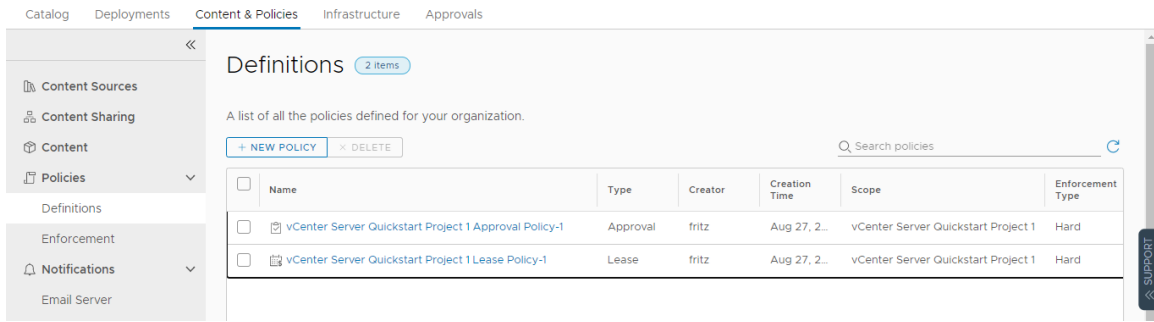 Catalog Deployments Content & Policies Infrastructure Approvals
Content Sources
Content Sharing
Content
Policies
Definitions
Enforcement
Notifications
Email Server
Definitions 2 items
A list of all the policies defined for your organization.
+ NEW POLICY × DELETE Search policies
Name Type Creator Creation Time Scope Enforcement Type
vCenter Server Quickstart Project 1 Approval Policy-1 Approval fritz Aug 27, 2... vCenter Server Quickstart Project 1 Hard
vCenter Server Quickstart Project 1 Lease Policy-1 Lease fritz Aug 27, 2... vCenter Server Quickstart Project 1 Hard
SUPPORT